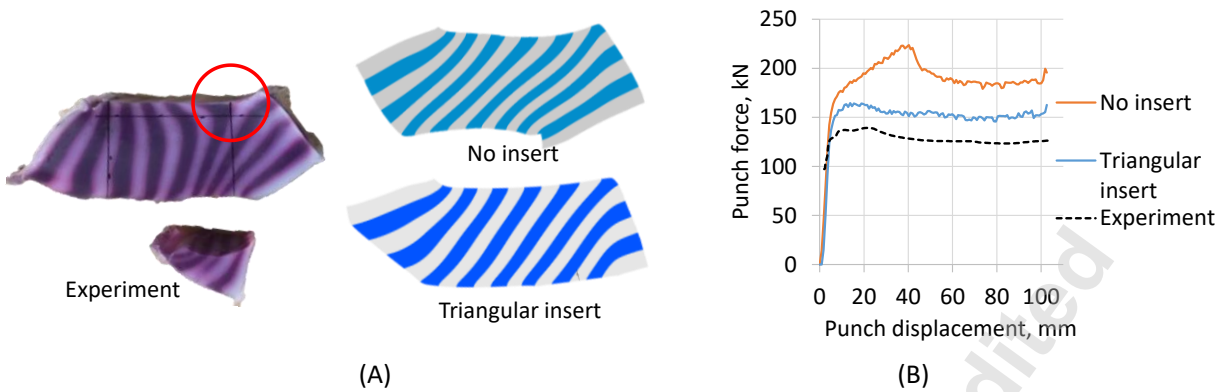 No insert
Experiment
Triangular insert
(A)
Punch force, kN
250
200
150
100
50
0
0 20 40 60 80 100
Punch displacement, mm
No insert
Triangular
insert
Experiment
(B)
dited